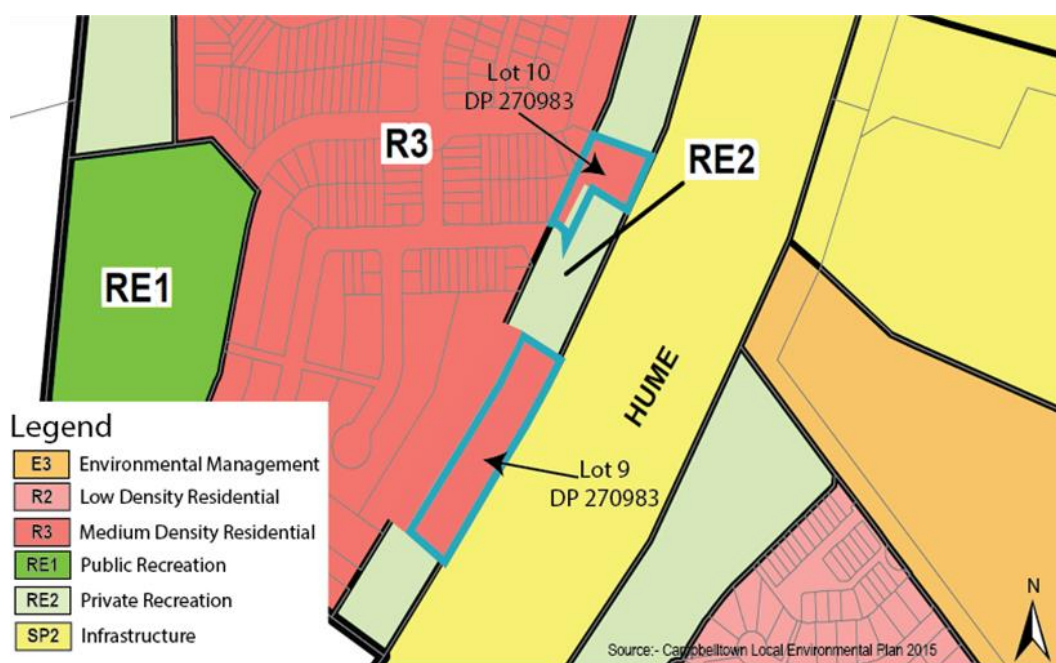 Lot 10
DP 270983
R3
RE2
RE1
HUME
Lot 9
DP 270983
Legend
E3 Environmental Management
R2 Low Density Residential
R3 Medium Density Residential
RE1 Public Recreation
RE2 Private Recreation
SP2 Infrastructure
N
Source:- Campbelltown Local Environmental Plan 2015